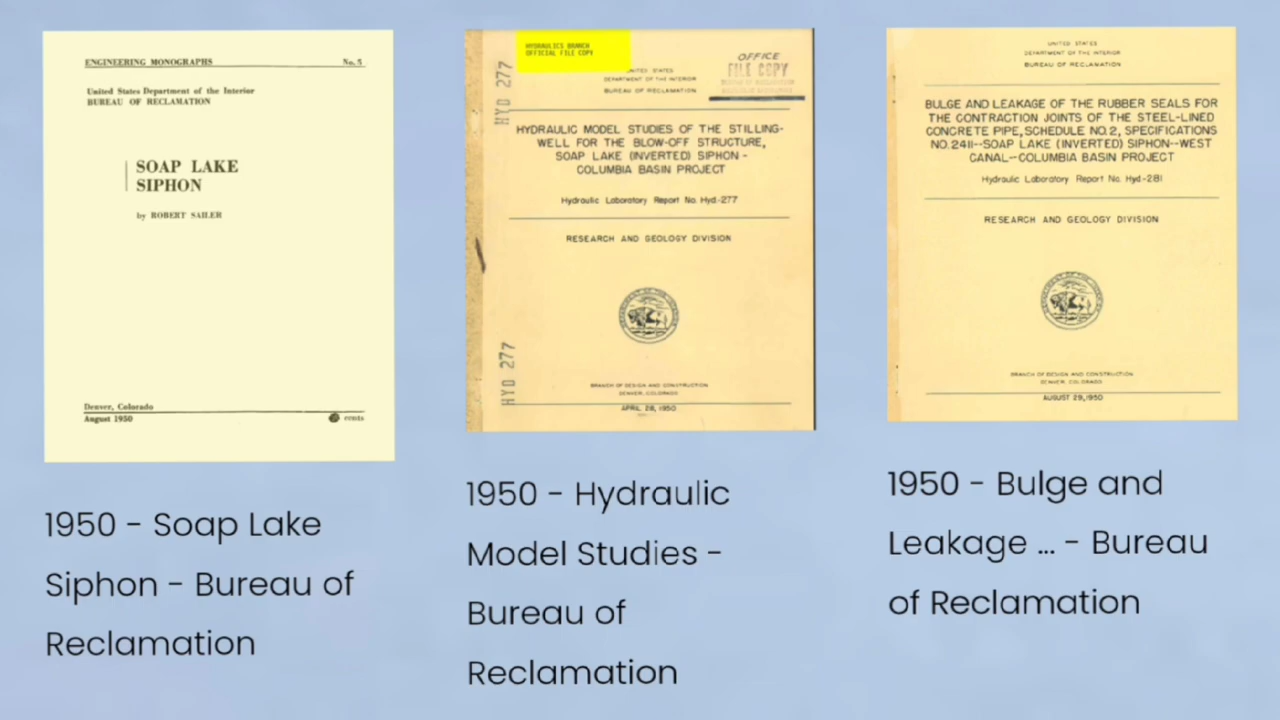 ENGINEERING MONOGRAPHS No. 5
United States Department of the Interior
BUREAU OF RECLAMATION
SOAP LAKE
SIPHON
by ROBERT SAILER
Denver, Colorado
August 1950
cents
1950 - Soap Lake
Siphon - Bureau of
Reclamation
HYDRAULICS BRANCH
OFFICIAL FILE COPY
OFFICE
FILE COPY
HYD 277
UNITED STATES
DEPARTMENT OF THE INTERIOR
BUREAU OF RECLAMATION
HYDRAULIC MODEL STUDIES OF THE STILLING-
WELL FOR THE BLOW-OFF STRUCTURE,
SOAP LAKE (INVERTED) SIPHON -
COLUMBIA BASIN PROJECT
Hydraulic Laboratory Report No. Hyd.-277
RESEARCH AND GEOLOGY DIVISION
HYD 277
BRANCH OF DESIGN AND CONSTRUCTION
DENVER, COLORADO
APRIL 28, 1950
1950 - Hydraulic
Model Studies -
Bureau of
Reclamation
UNITED STATES
DEPARTMENT OF THE INTERIOR
BUREAU OF RECLAMATION
BULGE AND LEAKAGE OF THE RUBBER SEALS FOR
THE CONTRACTION JOINTS OF THE STEEL-LINED
CONCRETE PIPE, SCHEDULE NO. 2, SPECIFICATIONS
NO. 2411--SOAP LAKE (INVERTED) SIPHON--WEST
CANAL--COLUMBIA BASIN PROJECT
Hydraulic Laboratory Report No. Hyd-281
RESEARCH AND GEOLOGY DIVISION
BRANCH OF DESIGN AND CONSTRUCTION
DENVER, COLORADO
AUGUST 29, 1950
1950 - Bulge and
Leakage ... - Bureau
of Reclamation